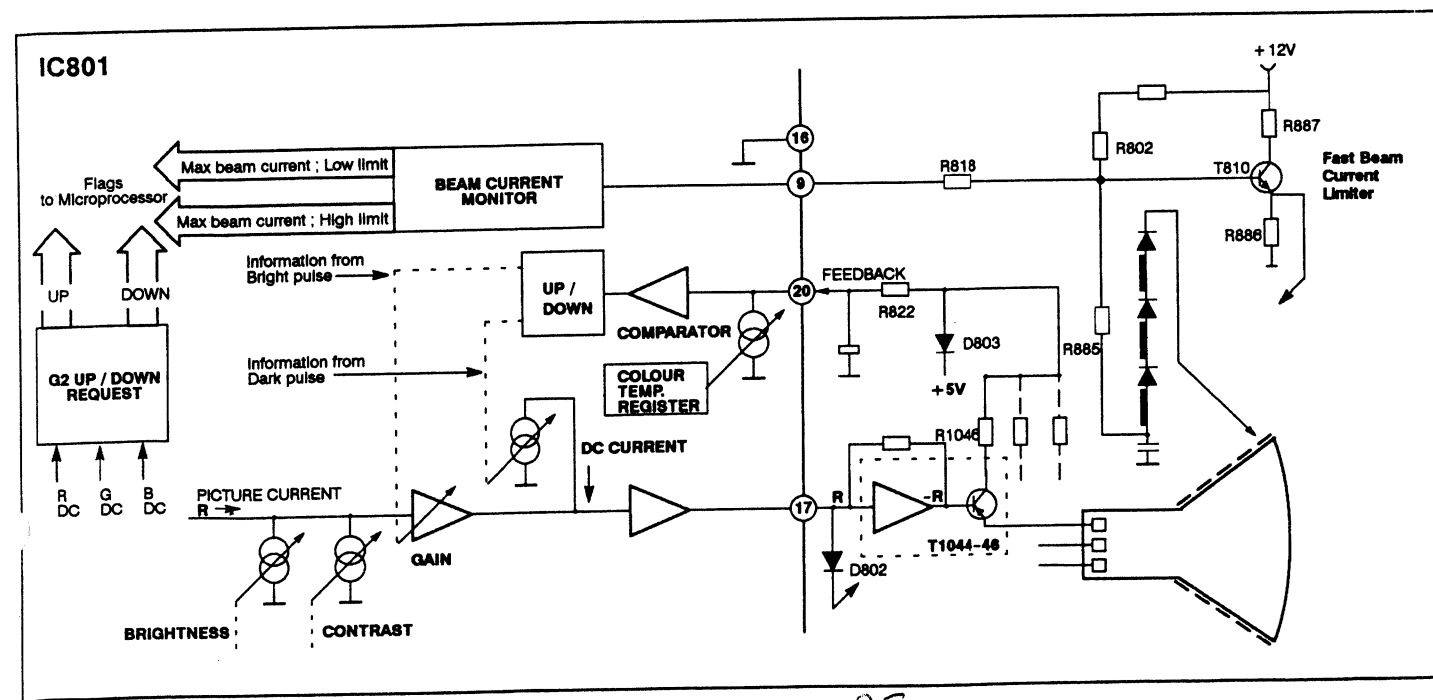 IC801
+ 12V
R887
R802
T810
Fast Beam
Current
Limiter
R818
16
9
R886
Max beam current ; Low limit
Flags
to Microprocessor
Max beam current ; High limit
BEAM CURRENT
MONITOR
Information from
Bright pulse
UP
DOWN
UP /
DOWN
COMPARATOR
20
FEEDBACK
R822
D803
+5V
R885
G2 UP / DOWN
REQUEST
Information from
Dark pulse
COLOUR
TEMP.
REGISTER
R1046
DC CURRENT
R
DC
G
DC
B
DC
PICTURE CURRENT
R
GAIN
17
R
-R
T1044-46
D802
BRIGHTNESS
CONTRAST